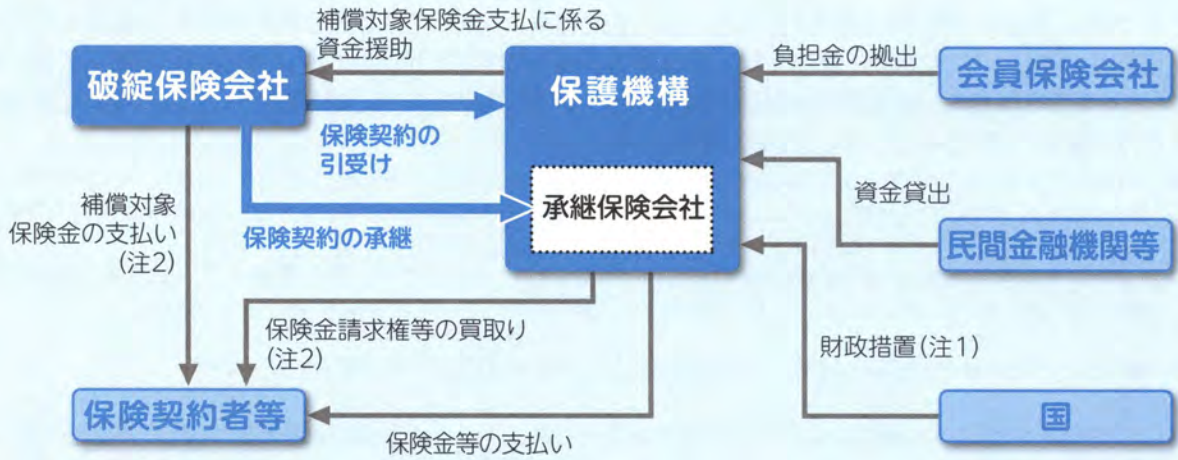 補償対象保険金支払に係る
資金援助
破綻保険会社
保護機構
負担金の拠出
会員保険会社
保険契約の
引受け
承継保険会社
保険契約の承継
補償対象
保険金の支払い
(注2)
資金貸出
民間金融機関等
保険金請求権等の買取り
(注2)
財政措置(注1)
保険契約者等
保険金等の支払い
国